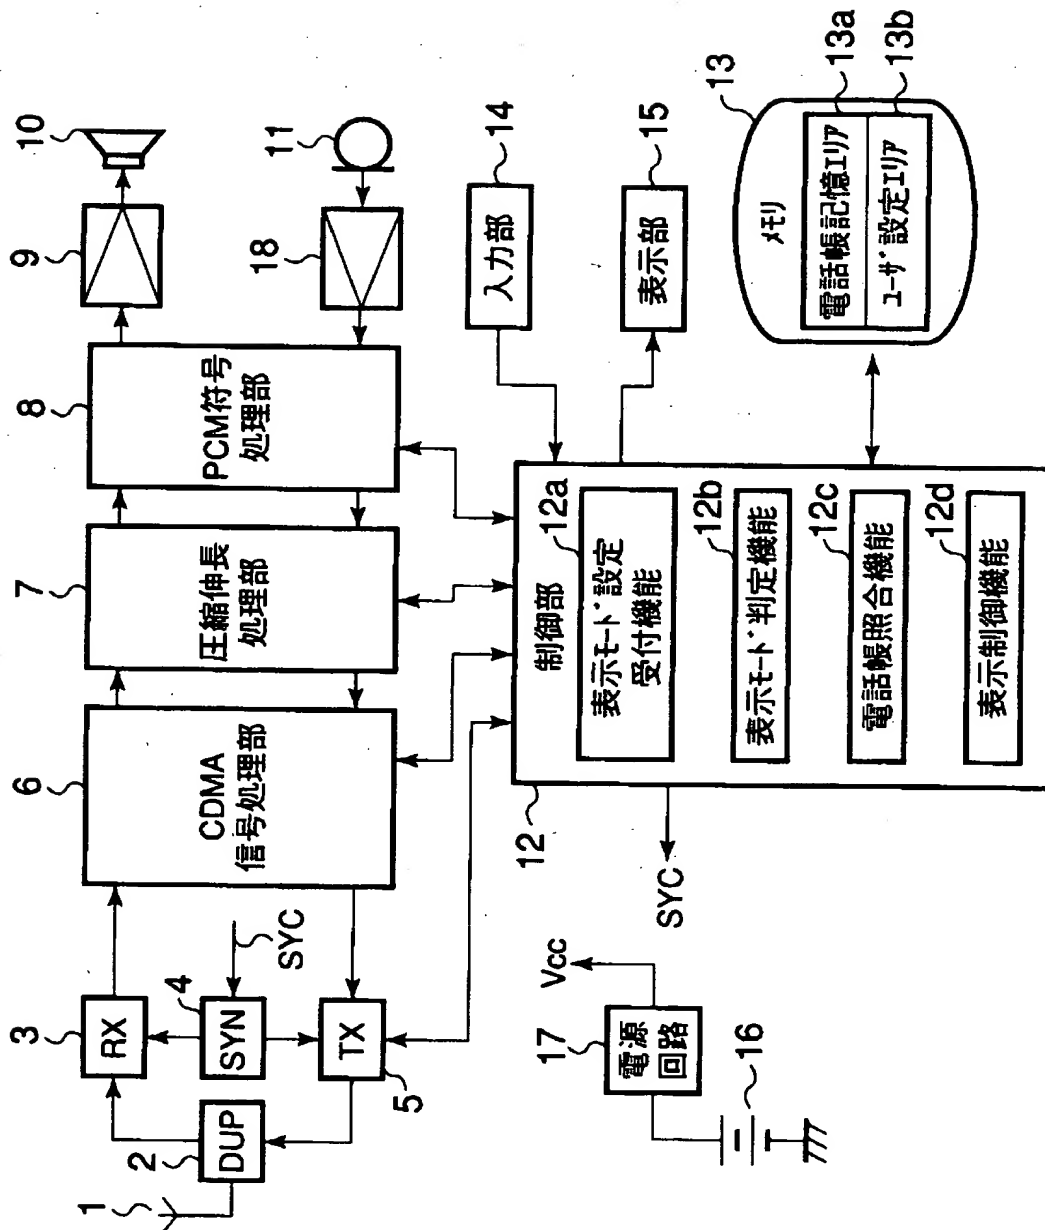 1
2
DUP
3
RX
4
SYN
SYC
TX
5
6
CDMA
信号処理部
7
圧縮伸長
処理部
8
PCM符号
処理部
9
10
11
18
12
制御部
12a
表示ﾓｰﾄﾞ設定
受付機能
12b
表示ﾓｰﾄﾞ判定機能
12c
電話帳照合機能
12d
表示制御機能
SYC
14
入力部
15
表示部
13
ﾒﾓﾘ
13a
電話帳記憶ｴﾘｱ
13b
ﾕｰｻﾞ設定ｴﾘｱ
Vcc
17
電源
回路
16